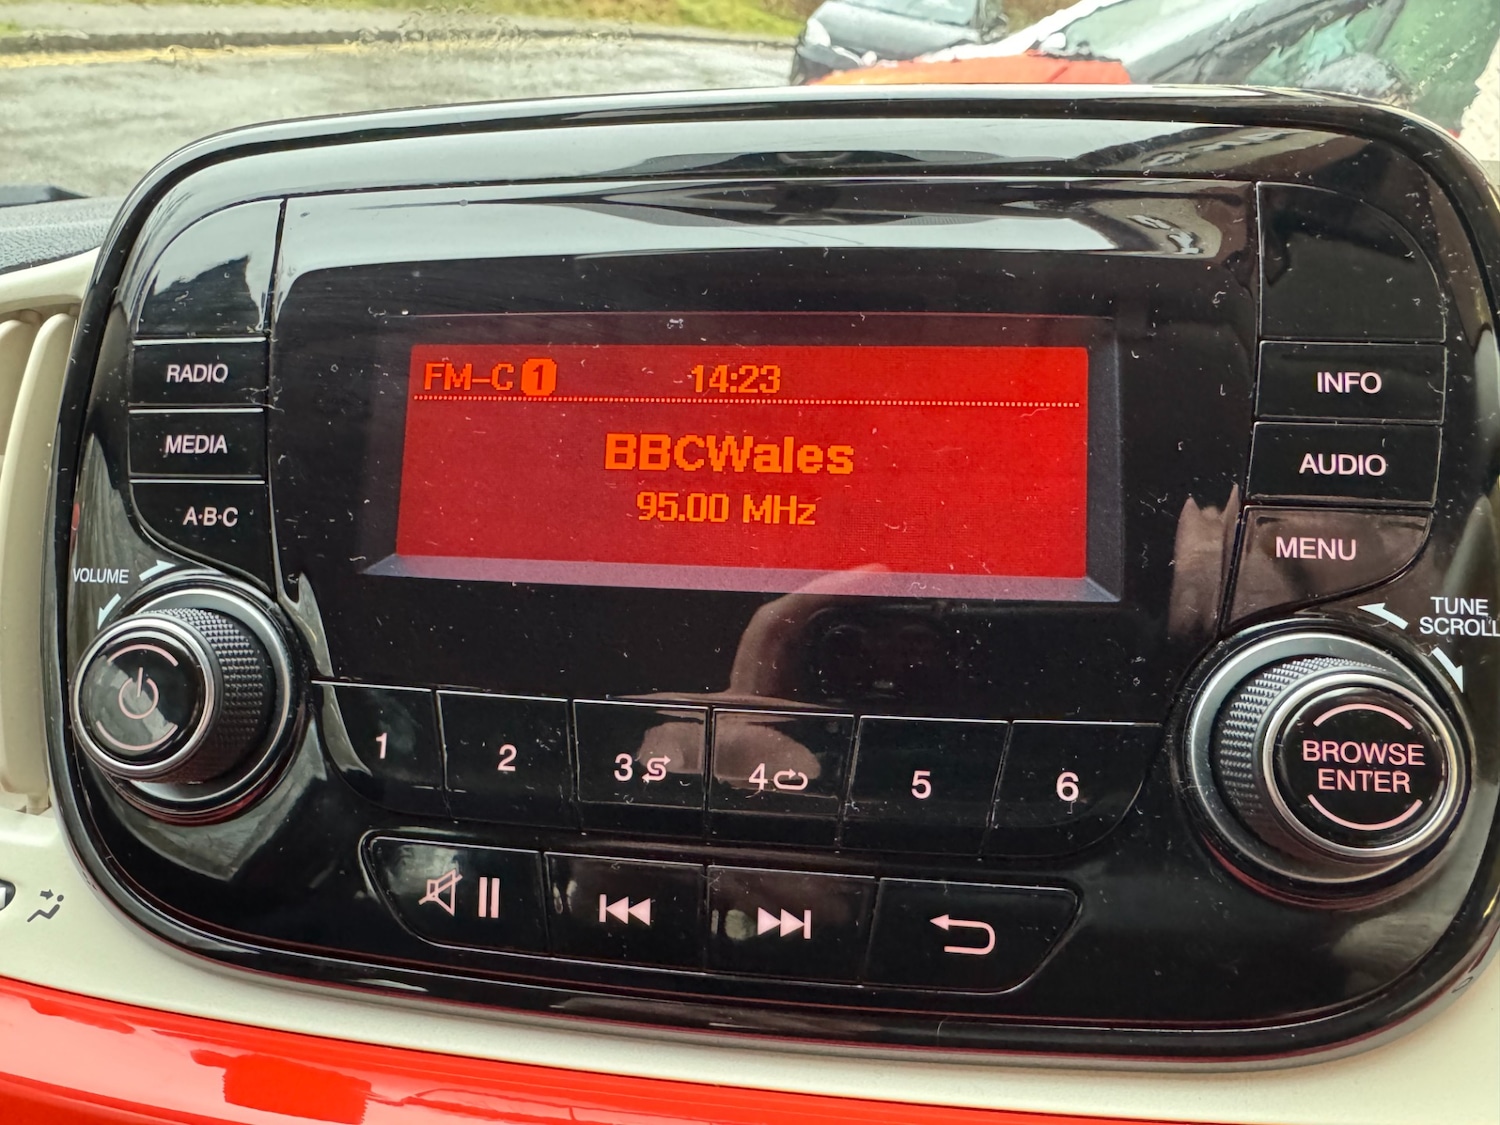 FM-C 1 14:23
BBCWales
95.00 MHz
RADIO
MEDIA
A·B·C
VOLUME
INFO
AUDIO
MENU
TUNE
SCROLL
BROWSE
ENTER
1 2 3 4 5 6